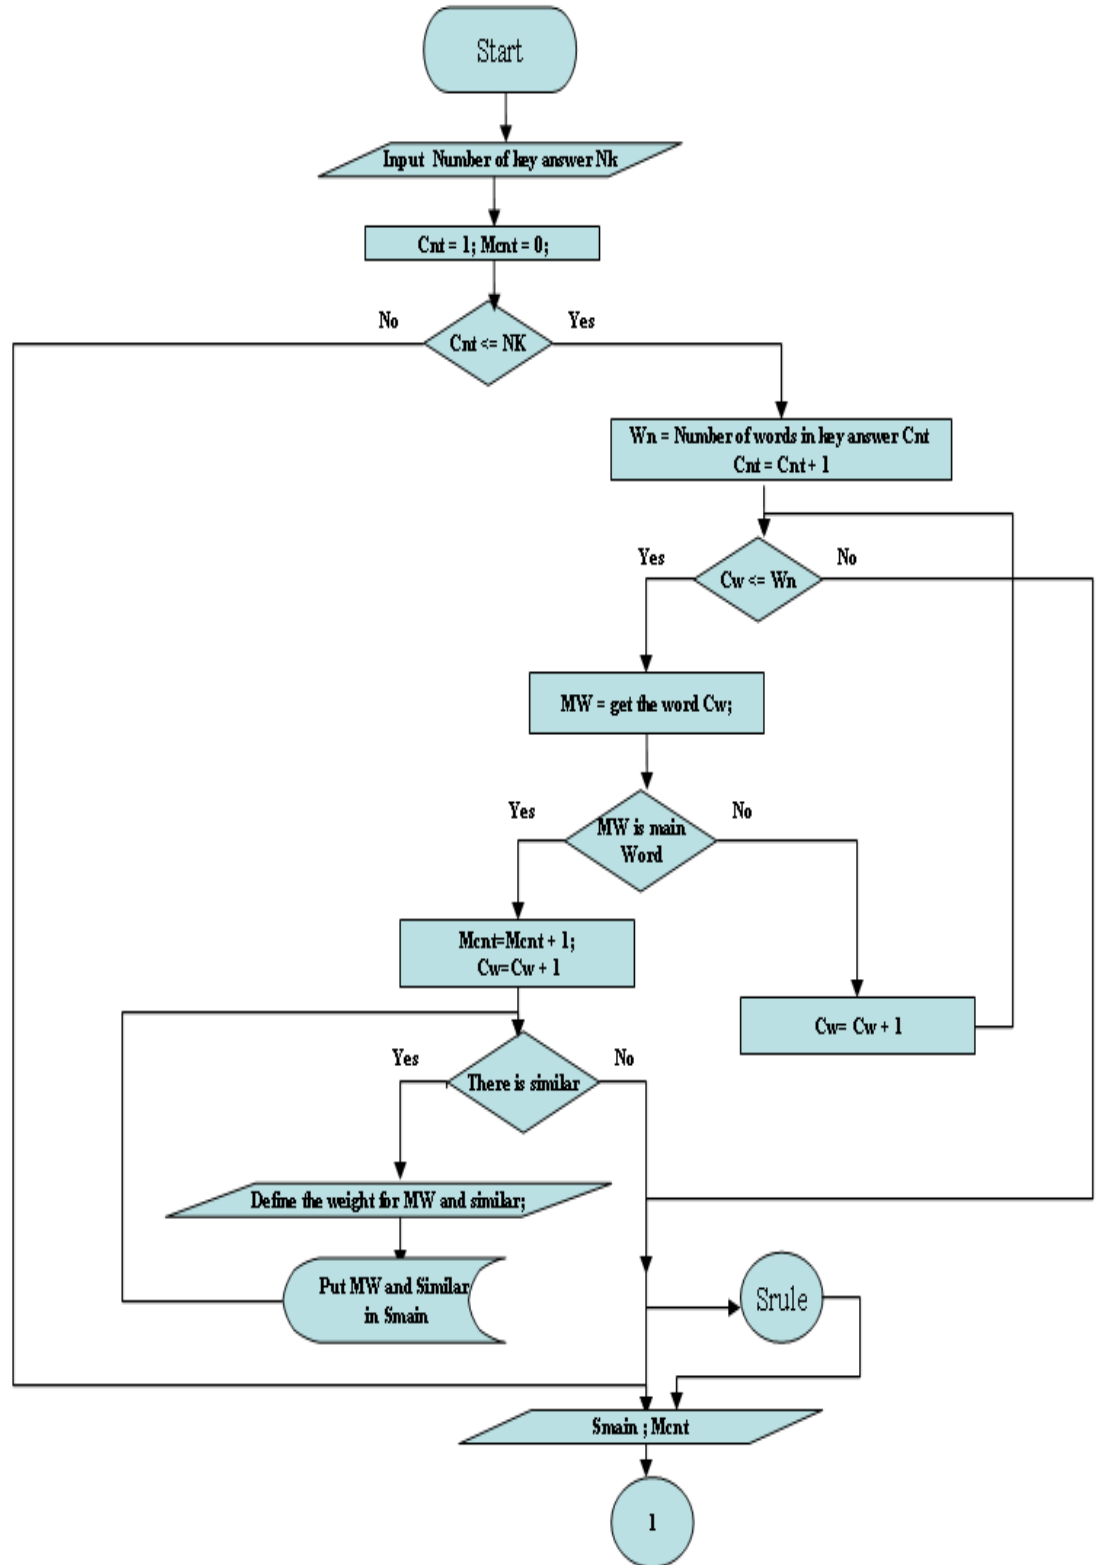 Start
Input Number of key answer Nk
Cnt = 1; Mcnt = 0;
No
Yes
Cnt <= NK
Wn = Number of words in key answer Cnt
Cnt = Cnt + 1
Yes
No
Cw <= Wn
MW = get the word Cw;
Yes
No
MW is main
Word
Mcnt=Mcnt + 1;
Cw=Cw + 1
Cw= Cw + 1
Yes
No
There is similar
Define the weight for MW and similar;
Put MW and Similar
in Smain
Srule
Smain ; Mcnt
1